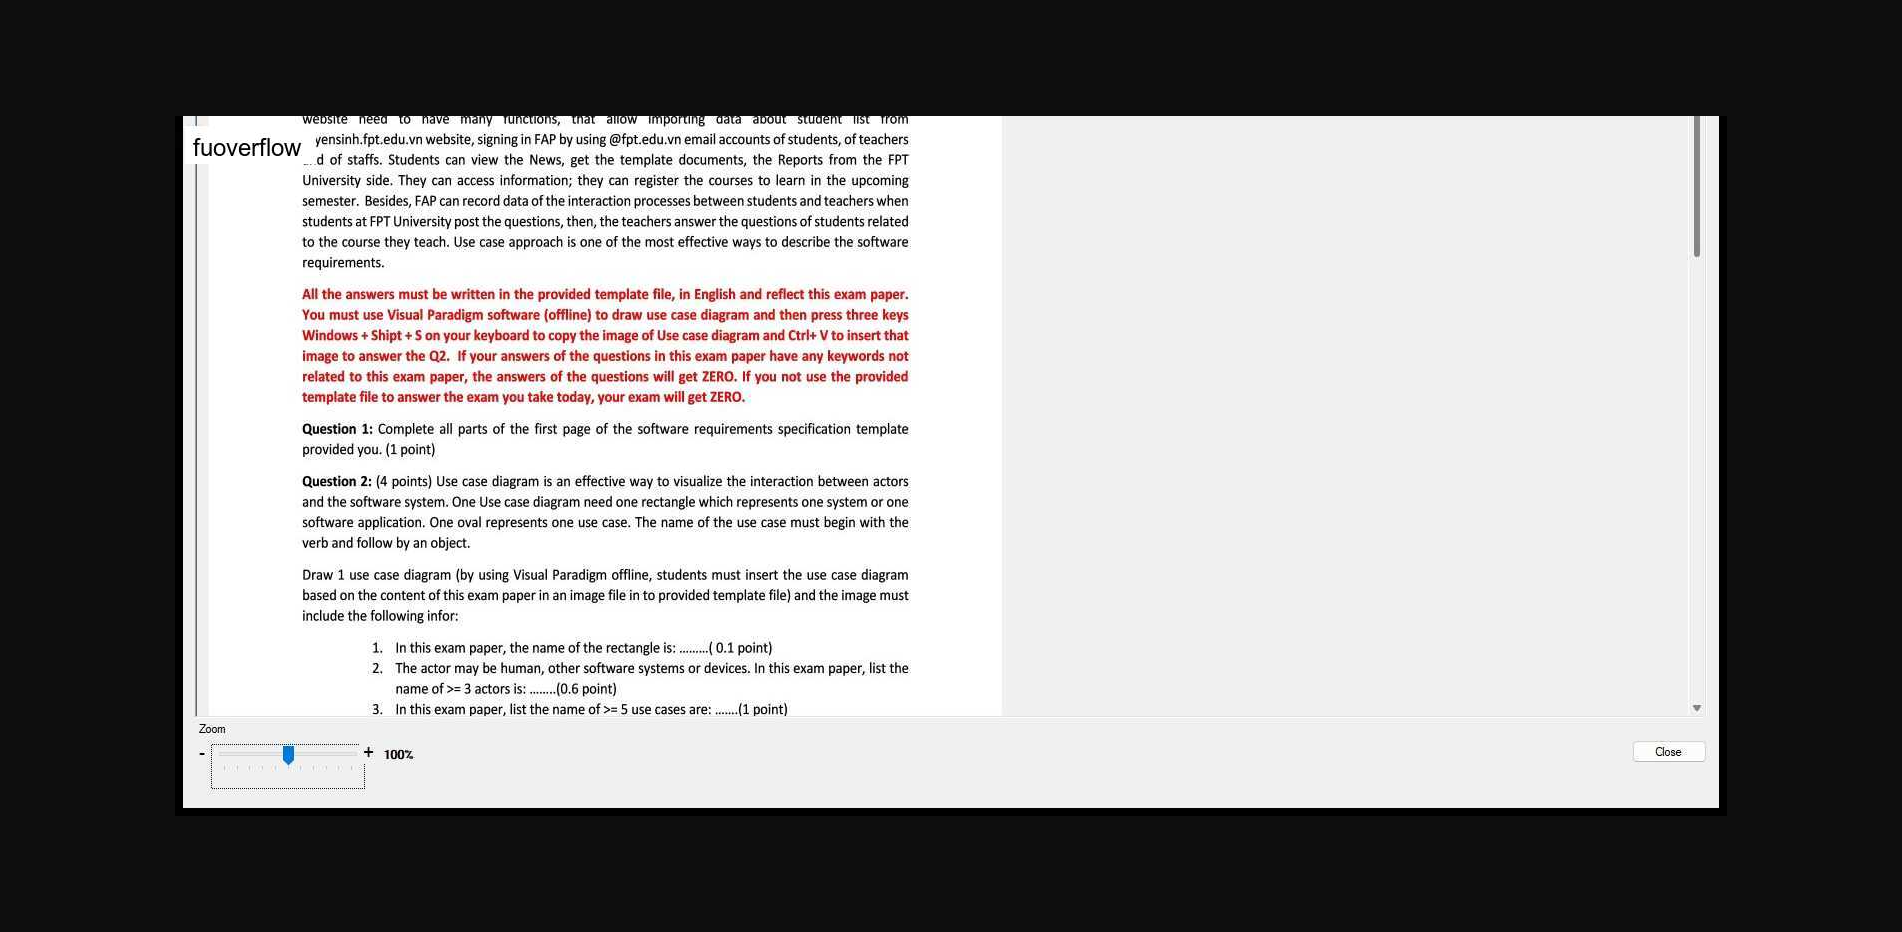 website need to have many functions, that allow importing data about student list from
fuoverflow
yensinh.fpt.edu.vn website, signing in FAP by using @fpt.edu.vn email accounts of students, of teachers
d of staffs. Students can view the News, get the template documents, the Reports from the FPT
University side. They can access information; they can register the courses to learn in the upcoming
semester. Besides, FAP can record data of the interaction processes between students and teachers when
students at FPT University post the questions, then, the teachers answer the questions of students related
to the course they teach. Use case approach is one of the most effective ways to describe the software
requirements.
All the answers must be written in the provided template file, in English and reflect this exam paper.
You must use Visual Paradigm software (offline) to draw use case diagram and then press three keys
Windows + Shipt + S on your keyboard to copy the image of Use case diagram and Ctrl+ V to insert that
image to answer the Q2. If your answers of the questions in this exam paper have any keywords not
related to this exam paper, the answers of the questions will get ZERO. If you not use the provided
template file to answer the exam you take today, your exam will get ZERO.
Question 1: Complete all parts of the first page of the software requirements specification template
provided you. (1 point)
Question 2: (4 points) Use case diagram is an effective way to visualize the interaction between actors
and the software system. One Use case diagram need one rectangle which represents one system or one
software application. One oval represents one use case. The name of the use case must begin with the
verb and follow by an object.
Draw 1 use case diagram (by using Visual Paradigm offline, students must insert the use case diagram
based on the content of this exam paper in an image file in to provided template file) and the image must
include the following infor:
1. In this exam paper, the name of the rectangle is: .........( 0.1 point)
2. The actor may be human, other software systems or devices. In this exam paper, list the
name of >= 3 actors is: ........(0.6 point)
3. In this exam paper, list the name of >= 5 use cases are: .......(1 point)
Zoom
- + 100%
Close